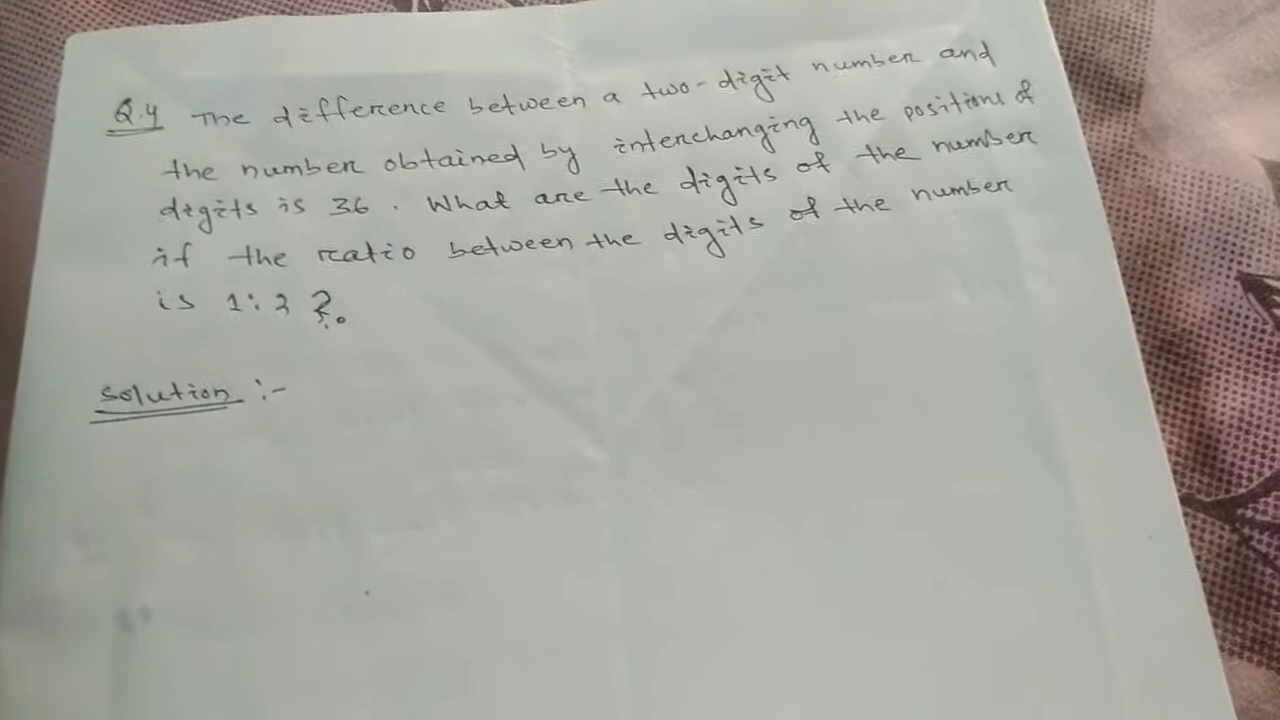 Q.4 The difference between a two-digit number and
the number obtained by interchanging the positions of
digits is 36. What are the digits of the number
if the ratio between the digits of the number
is 1:2 ?.
Solution :-